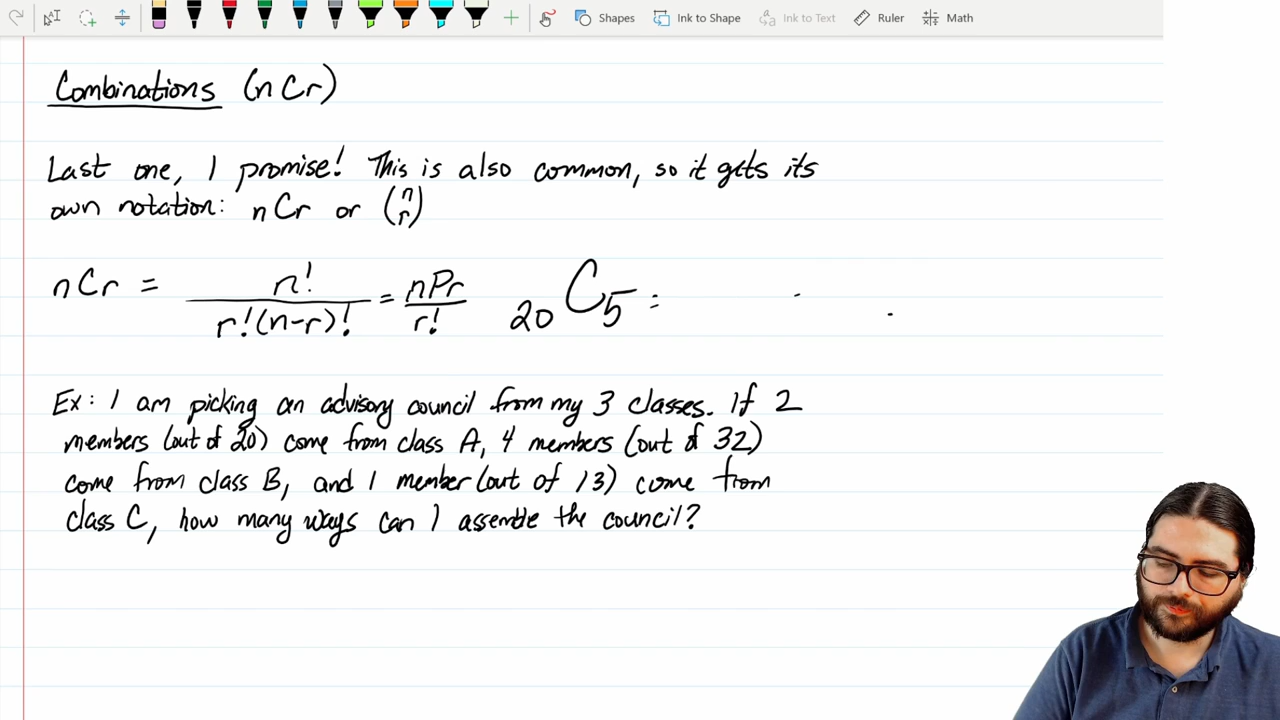 Shapes Ink to Shape Ink to Text Ruler Math
Combinations (nCr)
Last one, I promise! This is also common, so it gets its
own notation: nCr or (n r)
nCr = n! / r!(n-r)! = nPr / r! 20 C 5 =
Ex: I am picking an advisory council from my 3 classes. If 2
members (out of 20) come from class A, 4 members (out of 32)
come from class B, and 1 member (out of 13) come from
class C, how many ways can I assemble the council?